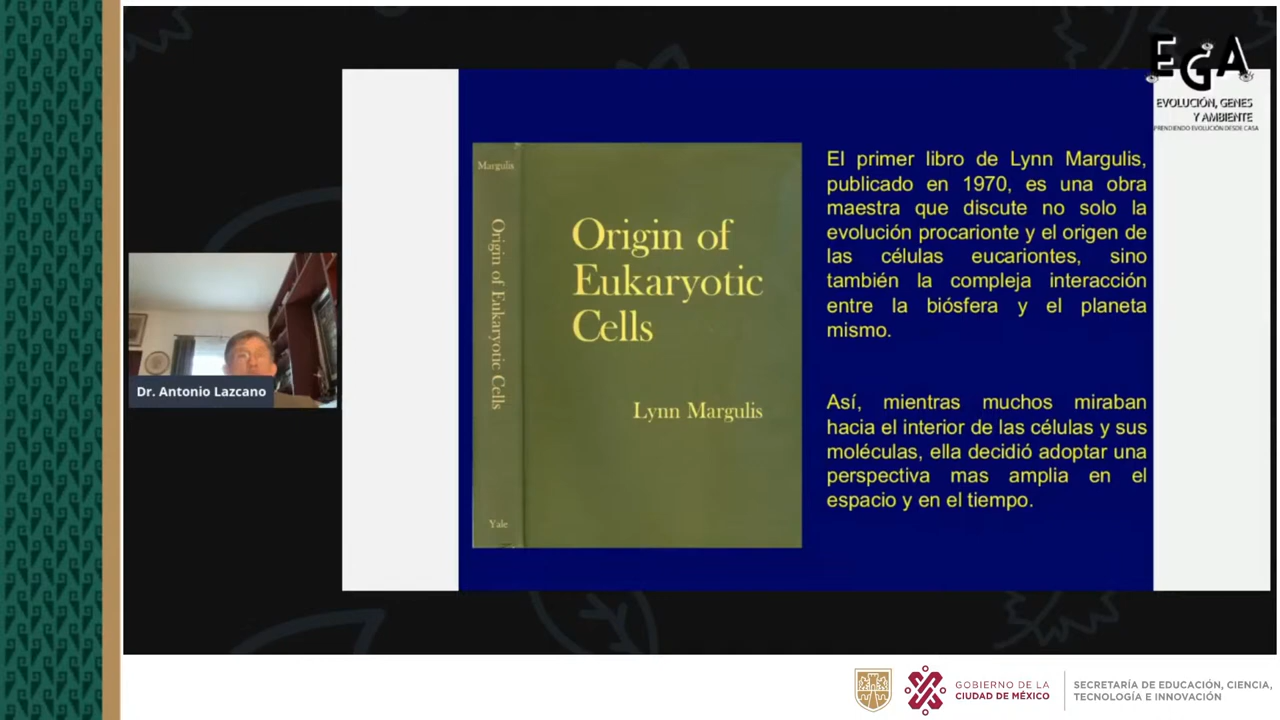 EGA
EVOLUCIÓN, GENES
Y AMBIENTE
PRENDIENDO EVOLUCIÓN DESDE CASA
Margulis
Origin of Eukaryotic Cells
Yale
Origin of
Eukaryotic
Cells
Lynn Margulis
El primer libro de Lynn Margulis,
publicado en 1970, es una obra
maestra que discute no solo la
evolución procarionte y el origen de
las células eucariontes, sino
también la compleja interacción
entre la biósfera y el planeta
mismo.
Así, mientras muchos miraban
hacia el interior de las células y sus
moléculas, ella decidió adoptar una
perspectiva mas amplia en el
espacio y en el tiempo.
Dr. Antonio Lazcano
GOBIERNO DE LA
CIUDAD DE MÉXICO
SECRETARÍA DE EDUCACIÓN, CIENCIA,
TECNOLOGÍA E INNOVACIÓN